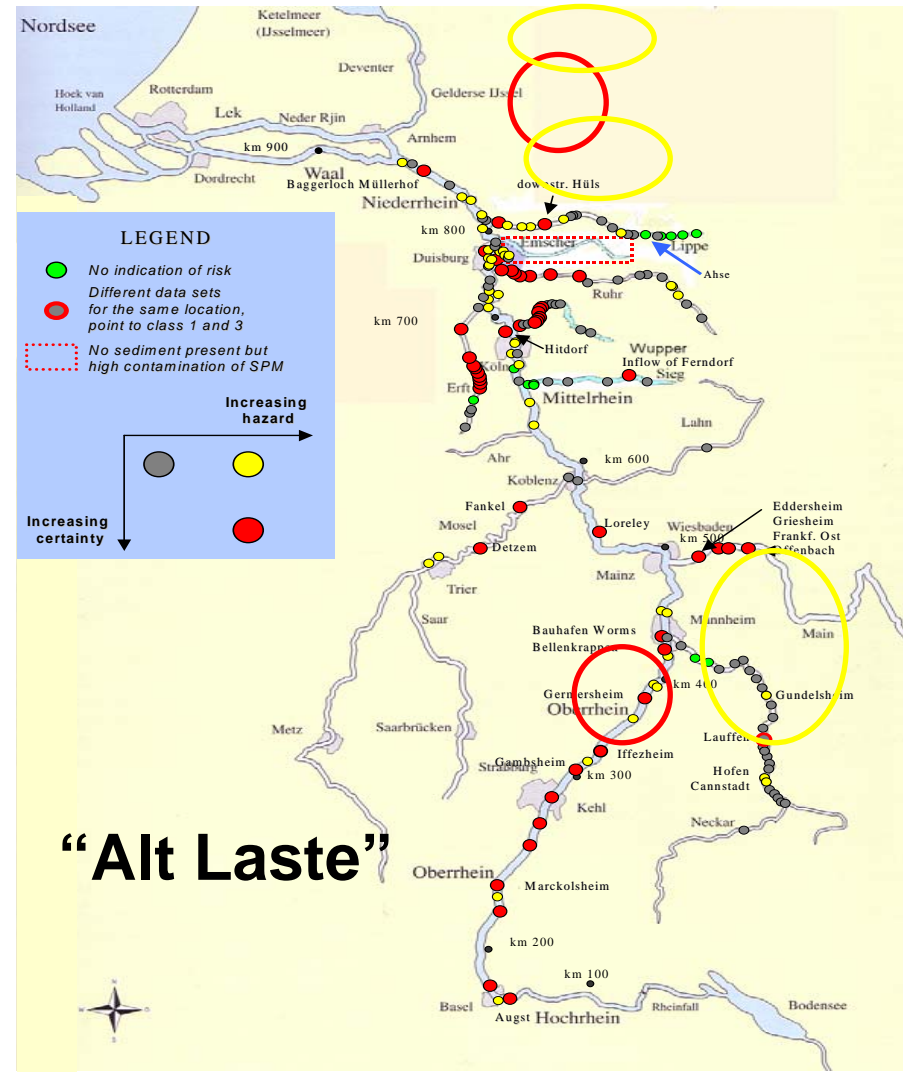 Nordsee
Ketelmeer
(IJsselmeer)
Deventer
Hoek van
Holland
Rotterdam
Gelderse IJssel
Lek
Neder Rjin
Arnhem
km 900
Waal
Dordrecht
Baggerloch Müllerhof
downstr. Hüls
Niederrhein
km 800
Emscher
Lippe
Duisburg
Ahse
Ruhr
LEGEND
No indication of risk
Different data sets
for the same location,
point to class 1 and 3
No sediment present but
high contamination of SPM
Increasing
hazard
Increasing
certainty
km 700
Hitdorf
Wupper
Köln
Inflow of Ferndorf
Sieg
Erft
Mittelrhein
Lahn
Ahr
km 600
Koblenz
Fankel
Mosel
Loreley
Wiesbaden
km 500
Eddersheim
Griesheim
Frankf. Ost
Offenbach
Detzem
Mainz
Trier
Saar
Mannheim
Main
Bauhafen Worms
Bellenkrappen
km 400
Germersheim
Oberrhein
Gundelsheim
Metz
Saarbrücken
Lauffen
Iffezheim
Gambsheim
Straßburg
km 300
Hofen
Cannstadt
Kehl
Neckar
"Alt Laste"
Oberrhein
Marckolsheim
km 200
km 100
Basel
Augst
Hochrhein
Rheinfall
Bodensee
N
W
S